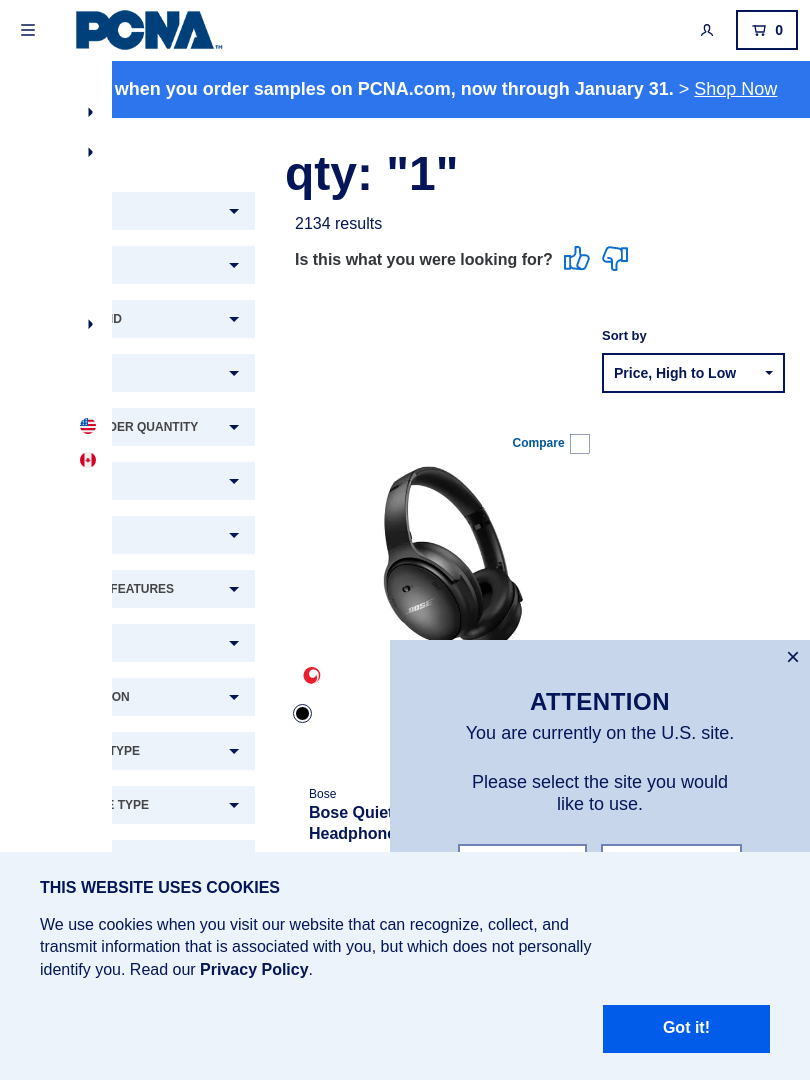 PCNA
TM
0
when you order samples on PCNA.com, now through January 31. > Shop Now
qty: "1"
2134 results
Is this what you were looking for?
Sort by
Price, High to Low
ORDER QUANTITY
FEATURES
TYPE
TYPE
Compare
BOSE
ATTENTION
You are currently on the U.S. site.
Please select the site you would
like to use.
Bose
Bose Quiet
Headphone
THIS WEBSITE USES COOKIES
We use cookies when you visit our website that can recognize, collect, and
transmit information that is associated with you, but which does not personally
identify you. Read our Privacy Policy.
Got it!